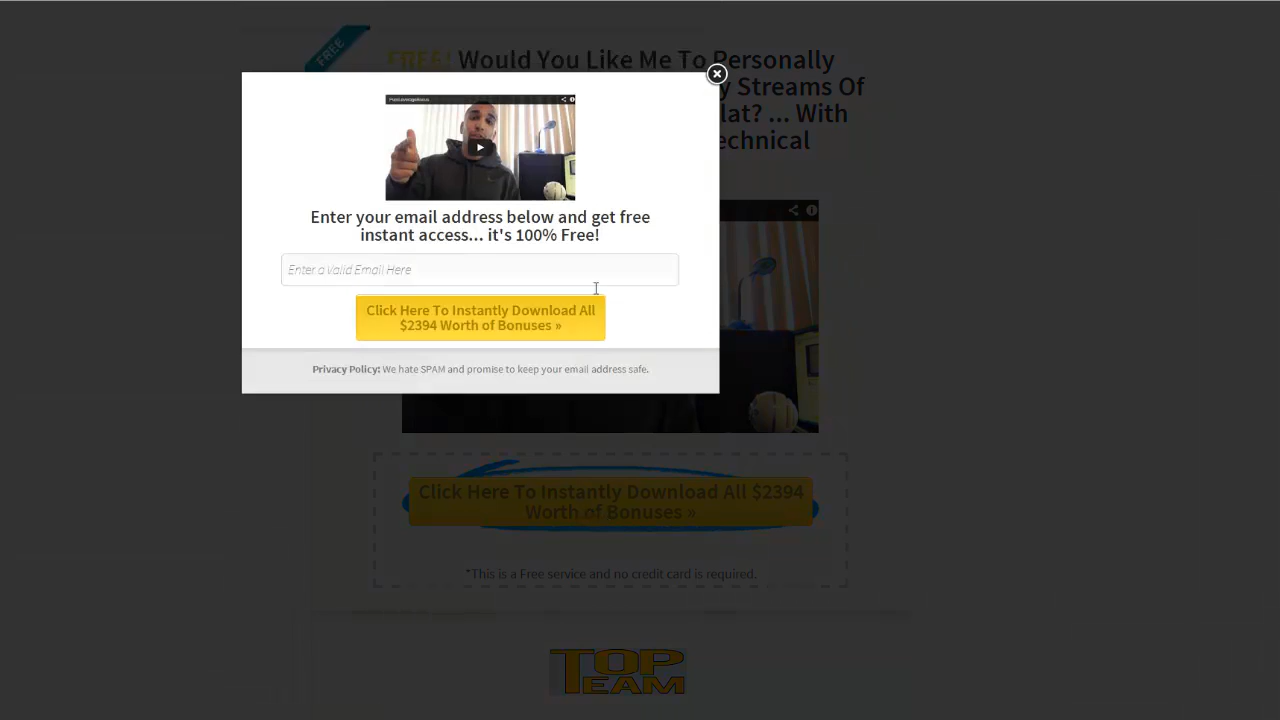 FREE
FREE! Would You Like Me To Personally
y Streams Of
lat? ... With
echnical
Enter your email address below and get free
instant access... it's 100% Free!
Enter a Valid Email Here
Click Here To Instantly Download All
$2394 Worth of Bonuses »
Privacy Policy: We hate SPAM and promise to keep your email address safe.
Click Here To Instantly Download All $2394
Worth of Bonuses »
*This is a Free service and no credit card is required.
TOP
TEAM